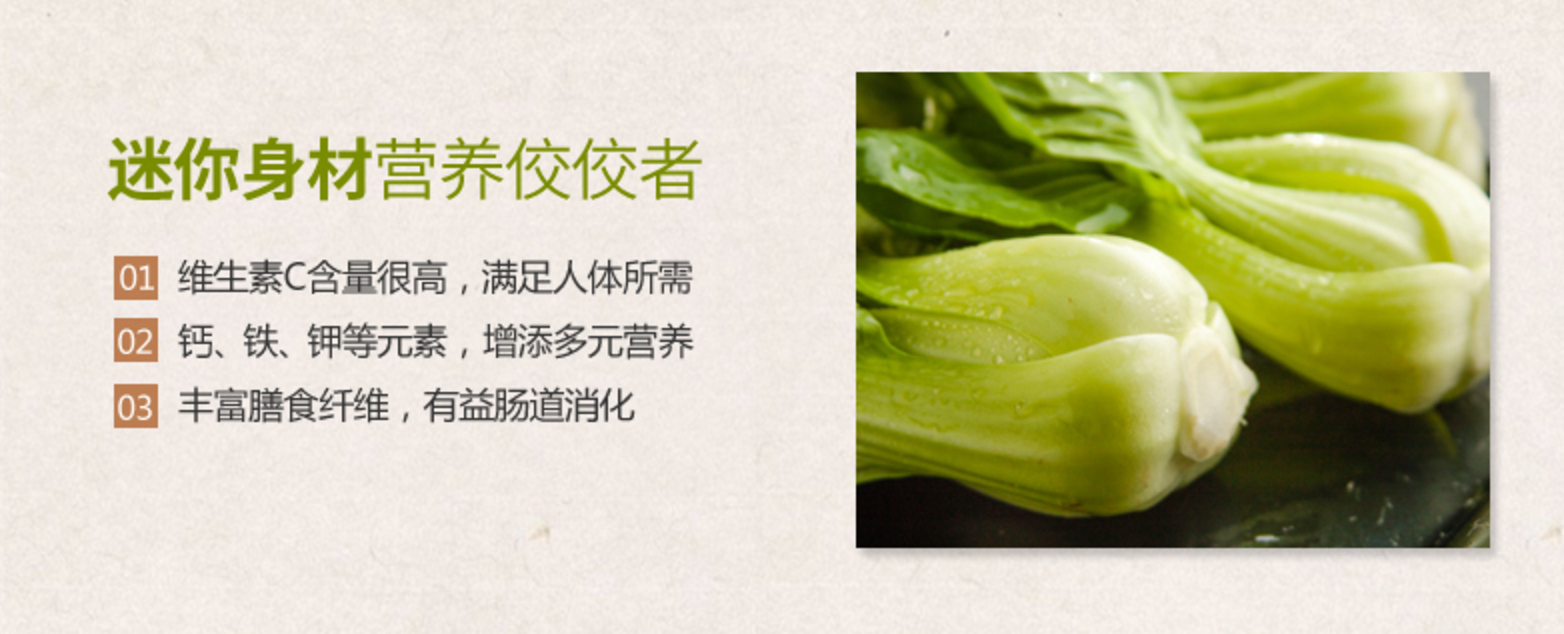 迷你身材营养佼佼者
01 维生素C含量很高，满足人体所需
02 钙、铁、钾等元素，增添多元营养
03 丰富膳食纤维，有益肠道消化